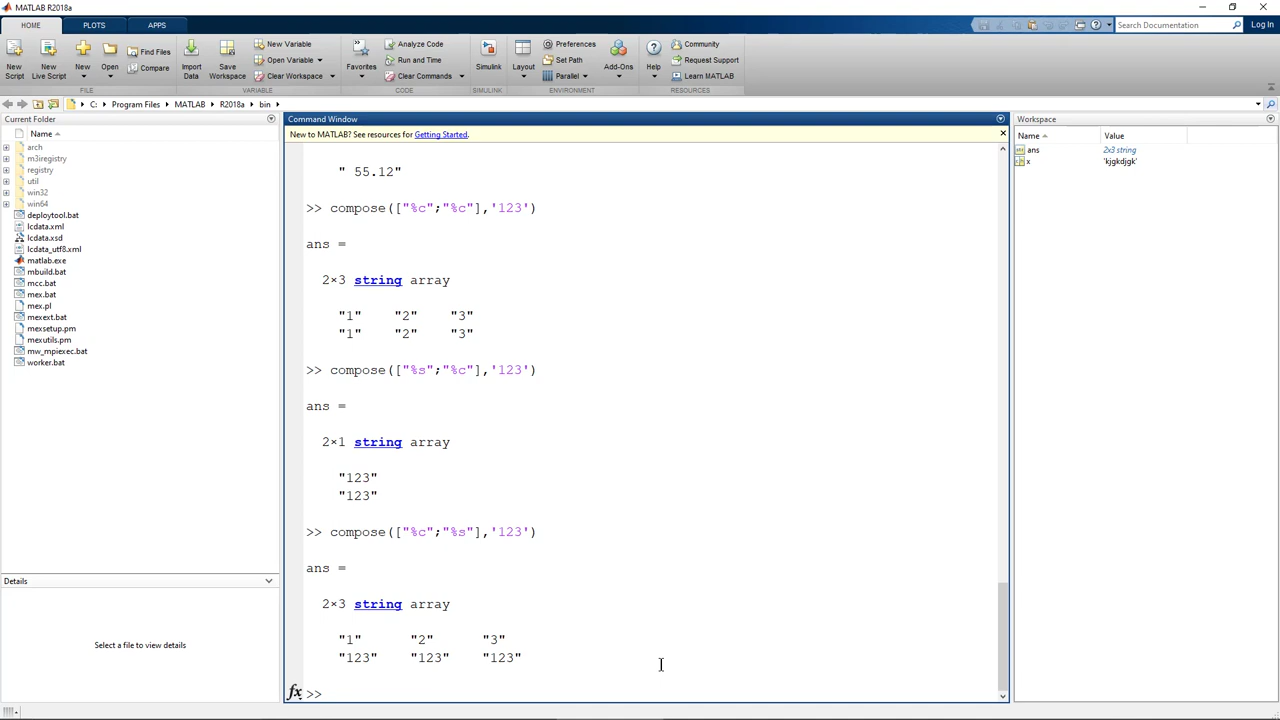 MATLAB R2018a
HOME PLOTS APPS Search Documentation Log In
New Script New Live Script New Open Find Files Compare Import Data Save Workspace New Variable Open Variable Clear Workspace Favorites Analyze Code Run and Time Clear Commands Simulink Layout Preferences Set Path Parallel Add-Ons Help Community Request Support Learn MATLAB
FILE VARIABLE CODE SIMULINK ENVIRONMENT RESOURCES
C: Program Files MATLAB R2018a bin
Current Folder
Name
arch
m3iregistry
registry
util
win32
win64
deploytool.bat
lcdata.xml
lcdata.xsd
lcdata_utf8.xml
matlab.exe
mbuild.bat
mcc.bat
mex.bat
mex.pl
mexext.bat
mexsetup.pm
mexutils.pm
mw_mpiexec.bat
worker.bat
Details
Select a file to view details
Command Window
New to MATLAB? See resources for Getting Started.
" 55.12"
>> compose(["%c";"%c"],'123')
ans =
2×3 string array
"1" "2" "3"
"1" "2" "3"
>> compose(["%s";"%c"],'123')
ans =
2×1 string array
"123"
"123"
>> compose(["%c";"%s"],'123')
ans =
2×3 string array
"1" "2" "3"
"123" "123" "123"
fx >>
Workspace
Name Value
ans 2x3 string
x 'kjgkdjgk'